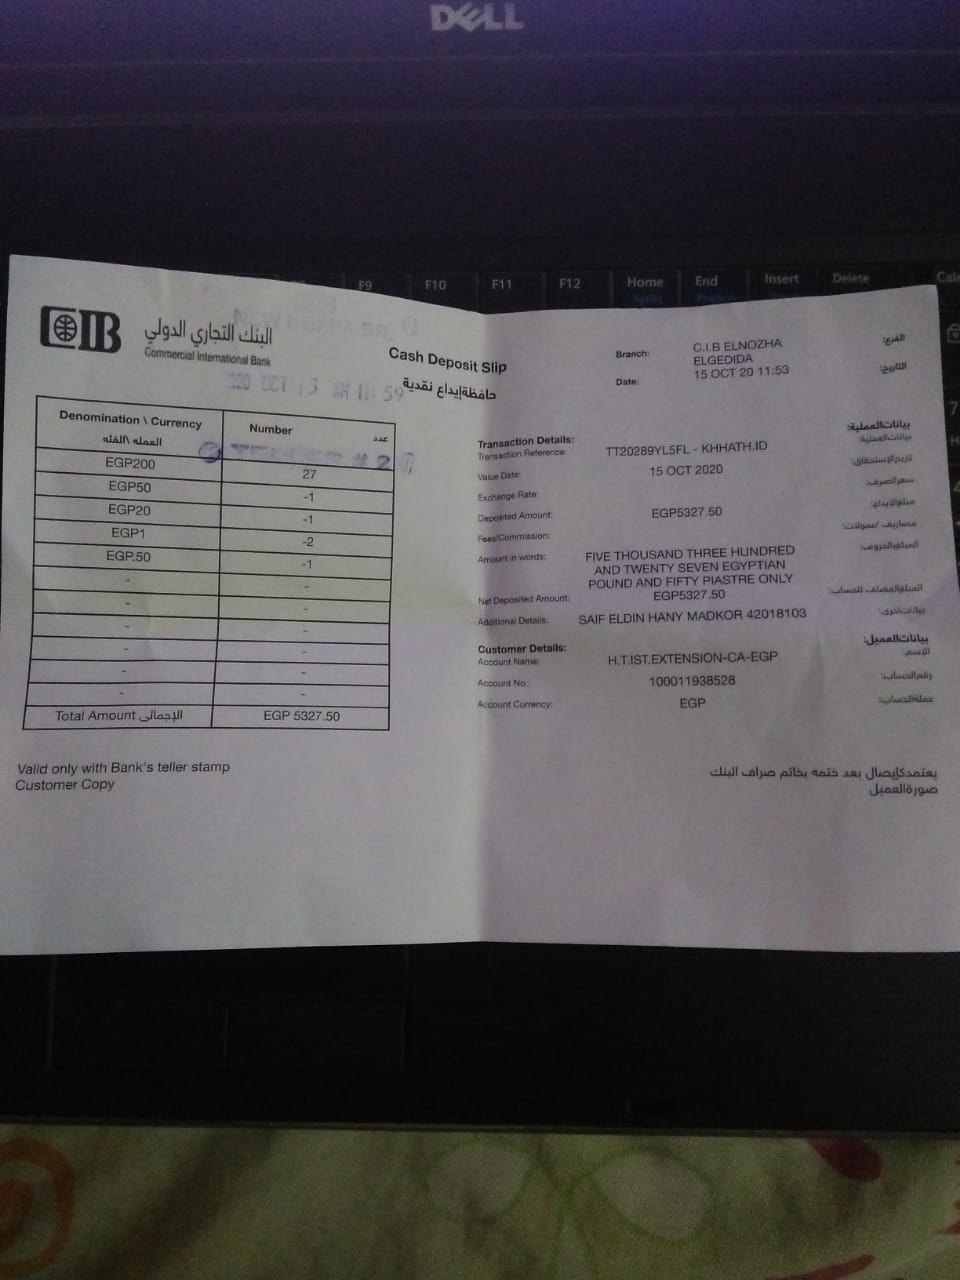 DELL
F9 F10 F11 F12 Home End Insert Delete
SysRq
CIB
البنك التجاري الدولي
Commercial International Bank
Cash Deposit Slip
حافظة إيداع نقدية
OCT 15 AM 11:59
Denomination \ Currency Number
العملة \ الفئة عدد
#2
EGP200 27
EGP50 -1
EGP20 -1
EGP1 -2
EGP.50 -1
- -
- -
- -
- -
- -
- -
Total Amount الإجمالى EGP 5327.50
Valid only with Bank's teller stamp
Customer Copy
Branch: C.I.B ELNOZHA الفرع:
ELGEDIDA
Date: 15 OCT 20 11:53 التاريخ:
Transaction Details: بيانات العملية:
Transaction Reference: TT20289YL5FL - KHHATH.ID بيانات العملية:
Value Date: 15 OCT 2020 تاريخ الإستحقاق:
Exchange Rate: سعر الصرف:
Deposited Amount: EGP5327.50 مبلغ الإيداع:
Fees/Commission: مصاريف / عمولات:
Amount in words: FIVE THOUSAND THREE HUNDRED المبلغ بالحروف:
AND TWENTY SEVEN EGYPTIAN
POUND AND FIFTY PIASTRE ONLY
Net Deposited Amount: EGP5327.50 المبلغ المضاف للحساب:
Additional Details: SAIF ELDIN HANY MADKOR 42018103 بيانات اخرى:
Customer Details: بيانات العميل:
Account Name: H.T.IST.EXTENSION-CA-EGP الإسم:
Account No.: 100011938528 رقم الحساب:
Account Currency: EGP عملة الحساب:
يعتمد كإيصال بعد ختمه بخاتم صراف البنك
صورة العميل